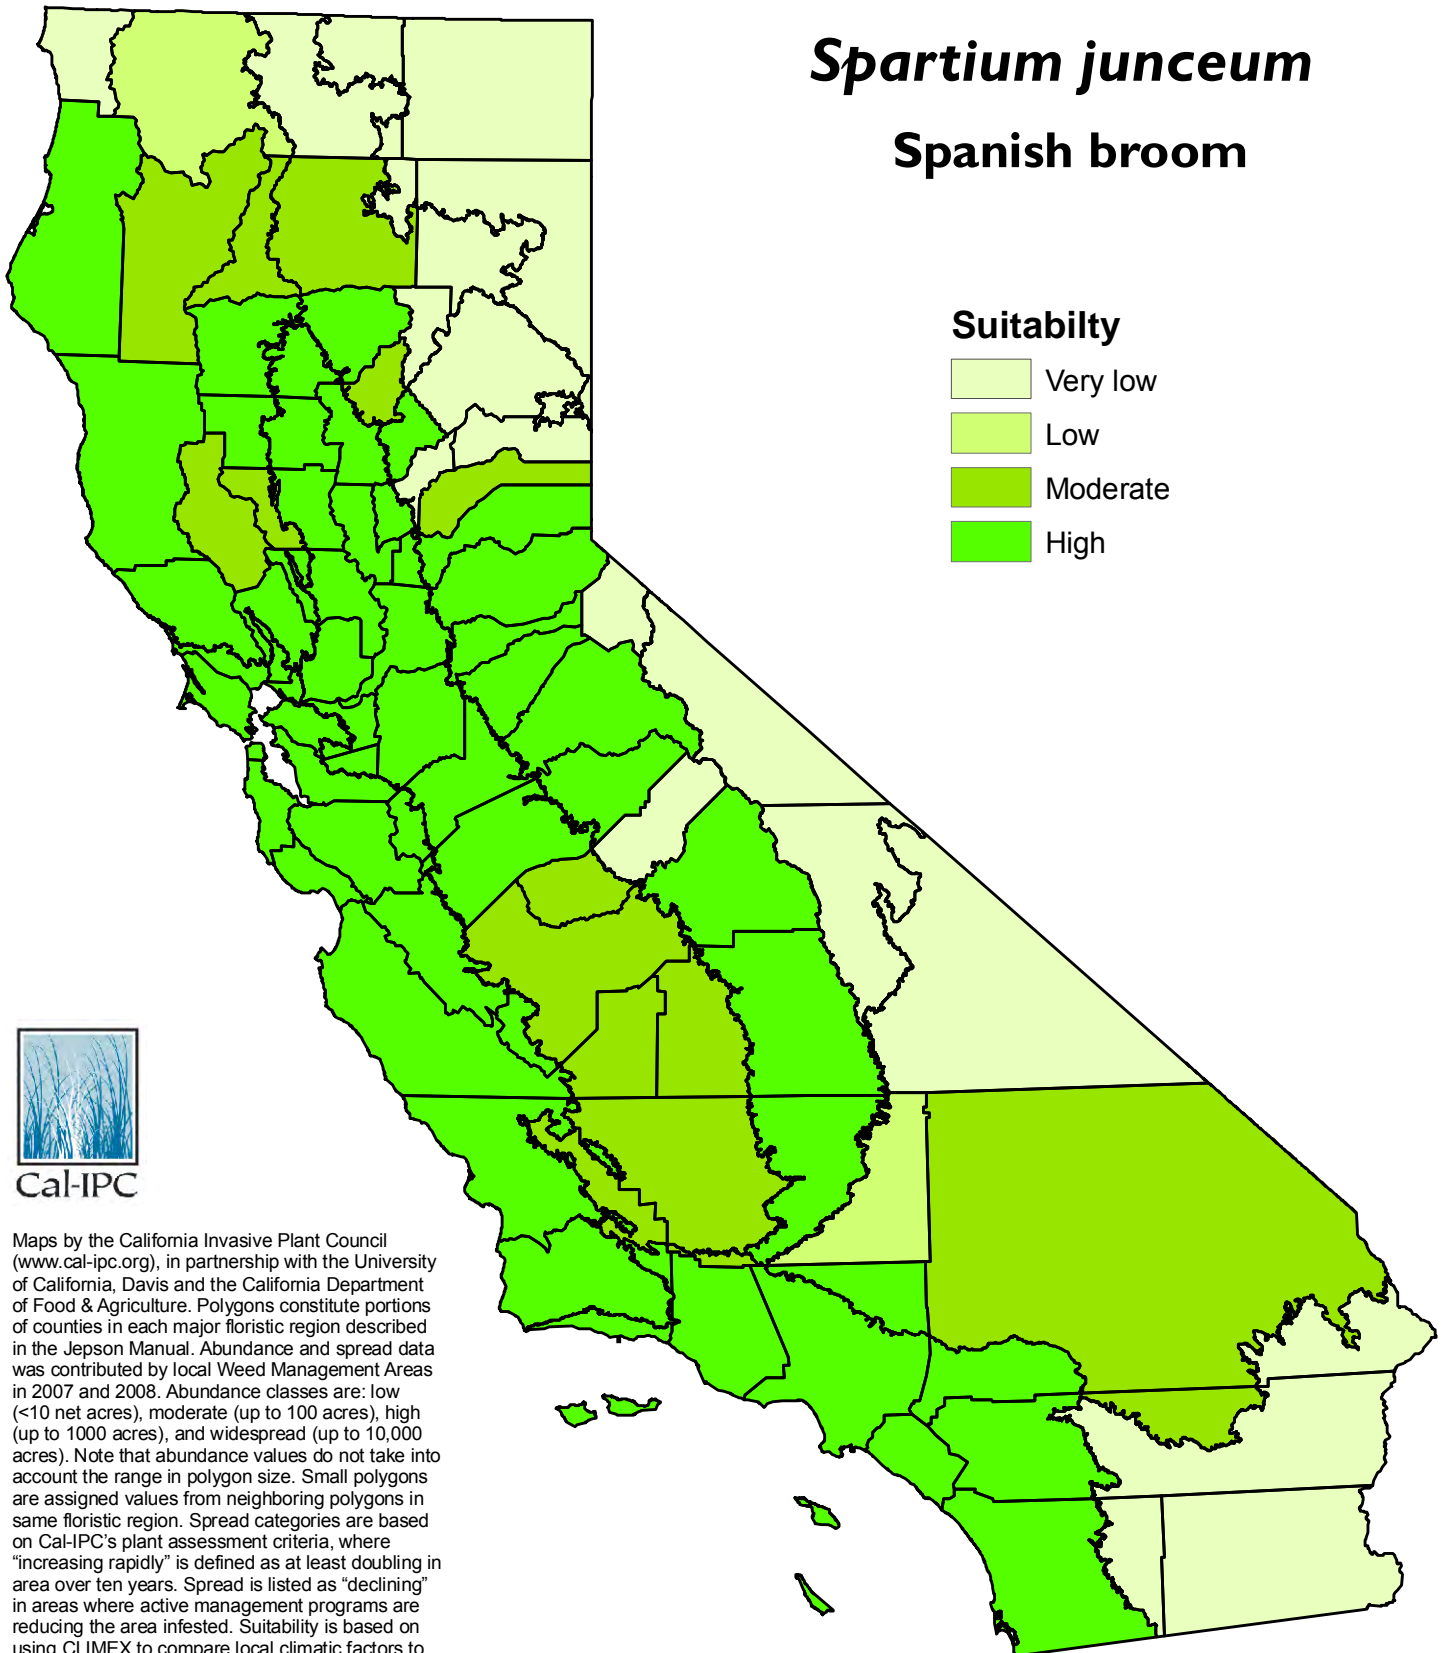 Spartium junceum
Spanish broom
Suitabilty
Very low
Low
Moderate
High
Cal-IPC
Maps by the California Invasive Plant Council
(www.cal-ipc.org), in partnership with the University
of California, Davis and the California Department
of Food & Agriculture. Polygons constitute portions
of counties in each major floristic region described
in the Jepson Manual. Abundance and spread data
was contributed by local Weed Management Areas
in 2007 and 2008. Abundance classes are: low
(<10 net acres), moderate (up to 100 acres), high
(up to 1000 acres), and widespread (up to 10,000
acres). Note that abundance values do not take into
account the range in polygon size. Small polygons
are assigned values from neighboring polygons in
same floristic region. Spread categories are based
on Cal-IPC's plant assessment criteria, where
“increasing rapidly” is defined as at least doubling in
area over ten years. Spread is listed as “declining”
in areas where active management programs are
reducing the area infested. Suitability is based on
using CLIMEX to compare local climatic factors to